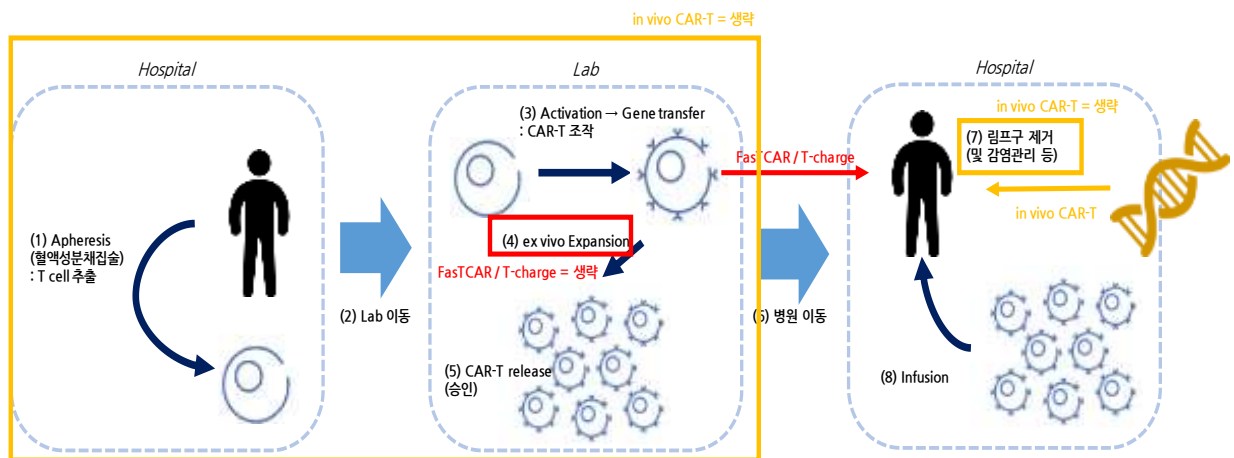 in vivo CAR-T = 생략
Hospital
(1) Apheresis
(혈액성분채집술)
: T cell 추출
(2) Lab 이동
Lab
(3) Activation → Gene transfer
: CAR-T 조작
(4) ex vivo Expansion
FasTCAR / T-charge = 생략
(5) CAR-T release
(승인)
FasTCAR / T-charge
병원 이동
Hospital
in vivo CAR-T = 생략
(7) 림프구 제거
(및 감염관리 등)
in vivo CAR-T
(8) Infusion